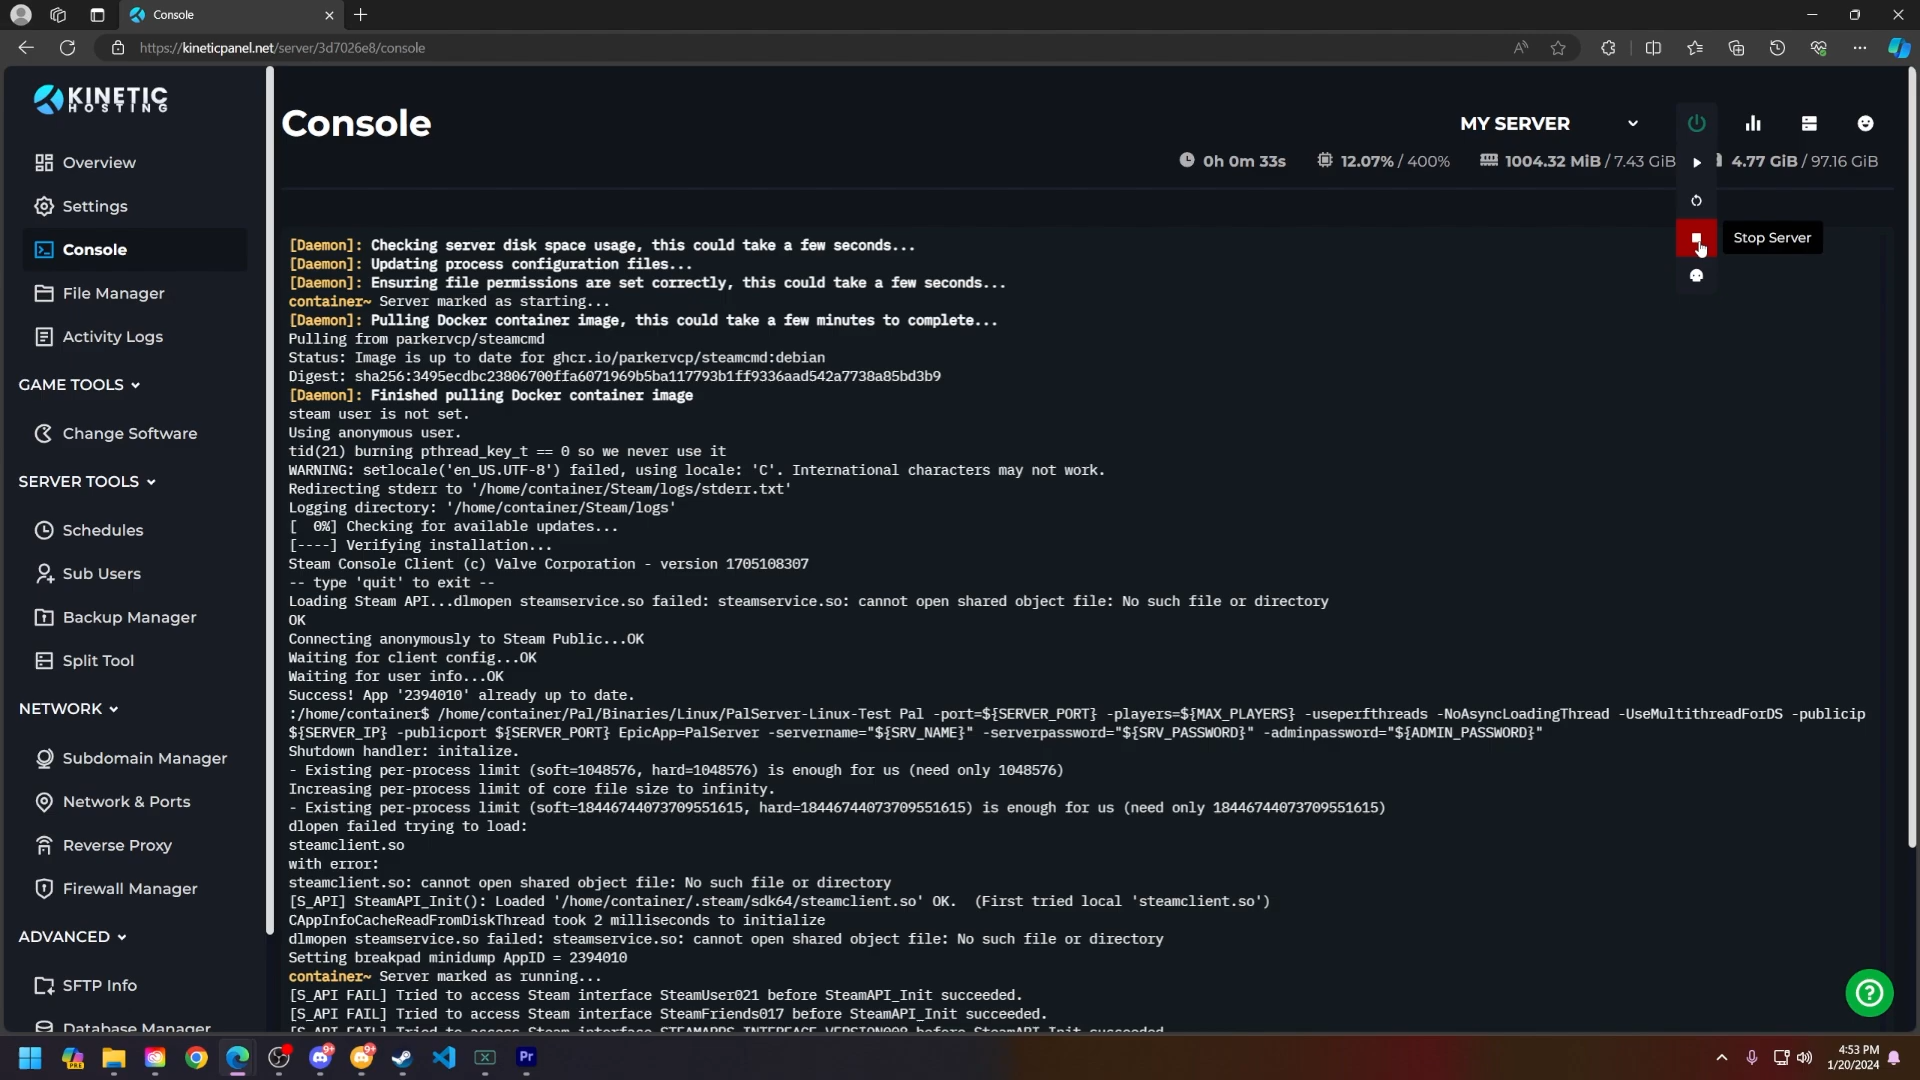 Console
https://kineticpanel.net/server/3d7026e8/console
KINETIC
HOSTING
Overview
Settings
Console
File Manager
Activity Logs
GAME TOOLS
Change Software
SERVER TOOLS
Schedules
Sub Users
Backup Manager
Split Tool
NETWORK
Subdomain Manager
Network & Ports
Reverse Proxy
Firewall Manager
ADVANCED
SFTP Info
Database Manager
Console
MY SERVER
0h 0m 33s 12.07% / 400% 1004.32 MiB / 7.43 GiB 4.77 GiB / 97.16 GiB
Stop Server
[Daemon]: Checking server disk space usage, this could take a few seconds...
[Daemon]: Updating process configuration files...
[Daemon]: Ensuring file permissions are set correctly, this could take a few seconds...
container~ Server marked as starting...
[Daemon]: Pulling Docker container image, this could take a few minutes to complete...
Pulling from parkervcp/steamcmd
Status: Image is up to date for ghcr.io/parkervcp/steamcmd:debian
Digest: sha256:3495ecdbc23806700ffa6071969b5ba117793b1ff9336aad542a7738a85bd3b9
[Daemon]: Finished pulling Docker container image
steam user is not set.
Using anonymous user.
tid(21) burning pthread_key_t == 0 so we never use it
WARNING: setlocale('en_US.UTF-8') failed, using locale: 'C'. International characters may not work.
Redirecting stderr to '/home/container/Steam/logs/stderr.txt'
Logging directory: '/home/container/Steam/logs'
[  0%] Checking for available updates...
[----] Verifying installation...
Steam Console Client (c) Valve Corporation - version 1705108307
-- type 'quit' to exit --
Loading Steam API...dlmopen steamservice.so failed: steamservice.so: cannot open shared object file: No such file or directory
OK
Connecting anonymously to Steam Public...OK
Waiting for client config...OK
Waiting for user info...OK
Success! App '2394010' already up to date.
:/home/container$ /home/container/Pal/Binaries/Linux/PalServer-Linux-Test Pal -port=${SERVER_PORT} -players=${MAX_PLAYERS} -useperfthreads -NoAsyncLoadingThread -UseMultithreadForDS -publicip
${SERVER_IP} -publicport ${SERVER_PORT} EpicApp=PalServer -servername="${SRV_NAME}" -serverpassword="${SRV_PASSWORD}" -adminpassword="${ADMIN_PASSWORD}"
Shutdown handler: initalize.
- Existing per-process limit (soft=1048576, hard=1048576) is enough for us (need only 1048576)
Increasing per-process limit of core file size to infinity.
- Existing per-process limit (soft=18446744073709551615, hard=18446744073709551615) is enough for us (need only 18446744073709551615)
dlopen failed trying to load:
steamclient.so
with error:
steamclient.so: cannot open shared object file: No such file or directory
[S_API] SteamAPI_Init(): Loaded '/home/container/.steam/sdk64/steamclient.so' OK.  (First tried local 'steamclient.so')
CAppInfoCacheReadFromDiskThread took 2 milliseconds to initialize
dlmopen steamservice.so failed: steamservice.so: cannot open shared object file: No such file or directory
Setting breakpad minidump AppID = 2394010
container~ Server marked as running...
[S_API FAIL] Tried to access Steam interface SteamUser021 before SteamAPI_Init succeeded.
[S_API FAIL] Tried to access Steam interface SteamFriends017 before SteamAPI_Init succeeded.
[S_API FAIL] Tried to access Steam interface STEAMAPPS_INTERFACE_VERSION008 before SteamAPI_Init succeeded.
PRE
9+
9+
Pr
4:53 PM
1/20/2024